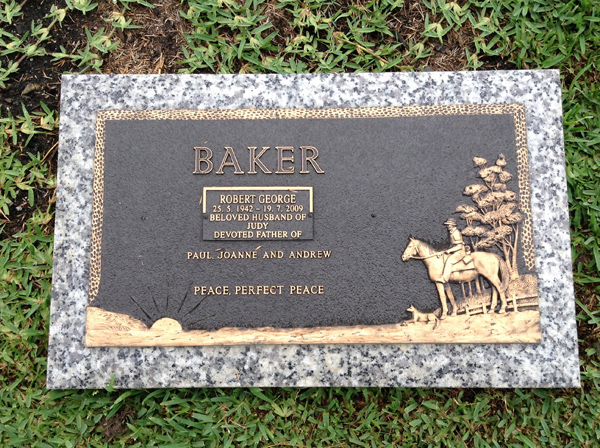 BAKER
ROBERT GEORGE
25. 5. 1942 - 19. 7. 2009
BELOVED HUSBAND OF
JUDY
DEVOTED FATHER OF
PAUL, JOANNE AND ANDREW
PEACE, PERFECT PEACE